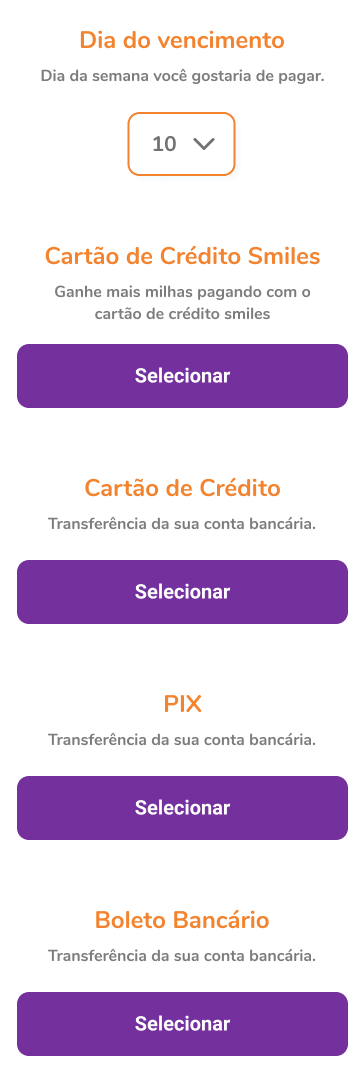 Dia do vencimento
Dia da semana você gostaria de pagar.
10
Cartão de Crédito Smiles
Ganhe mais milhas pagando com o
cartão de crédito smiles
Selecionar
Cartão de Crédito
Transferência da sua conta bancária.
Selecionar
PIX
Transferência da sua conta bancária.
Selecionar
Boleto Bancário
Transferência da sua conta bancária.
Selecionar